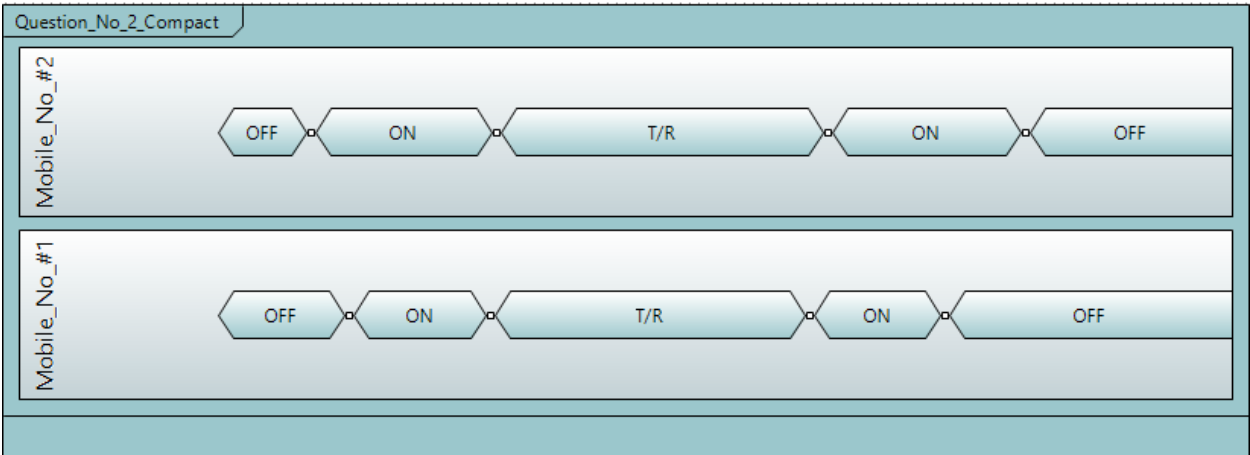 Question_No_2_Compact
Mobile_No_#2
OFF ON T/R ON OFF
Mobile_No_#1
OFF ON T/R ON OFF